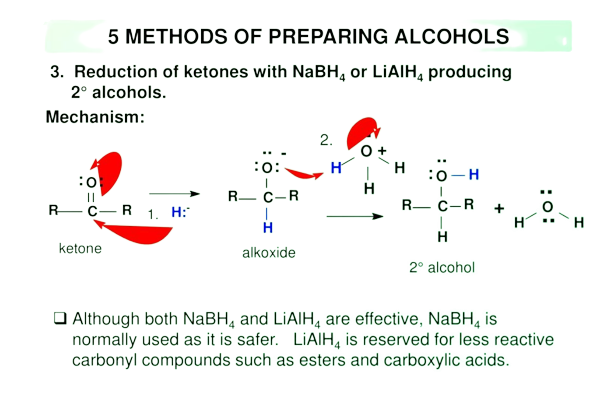 5 METHODS OF PREPARING ALCOHOLS
3. Reduction of ketones with NaBH4 or LiAlH4 producing
2° alcohols.
Mechanism:
:O:
||
R—C—R
1. H:-
ketone
:O: -
R—C—R
H
alkoxide
2.
H O + H
H
:O—H
R—C—R
H
2° alcohol
+
H O H
❑ Although both NaBH4 and LiAlH4 are effective, NaBH4 is
normally used as it is safer. LiAlH4 is reserved for less reactive
carbonyl compounds such as esters and carboxylic acids.